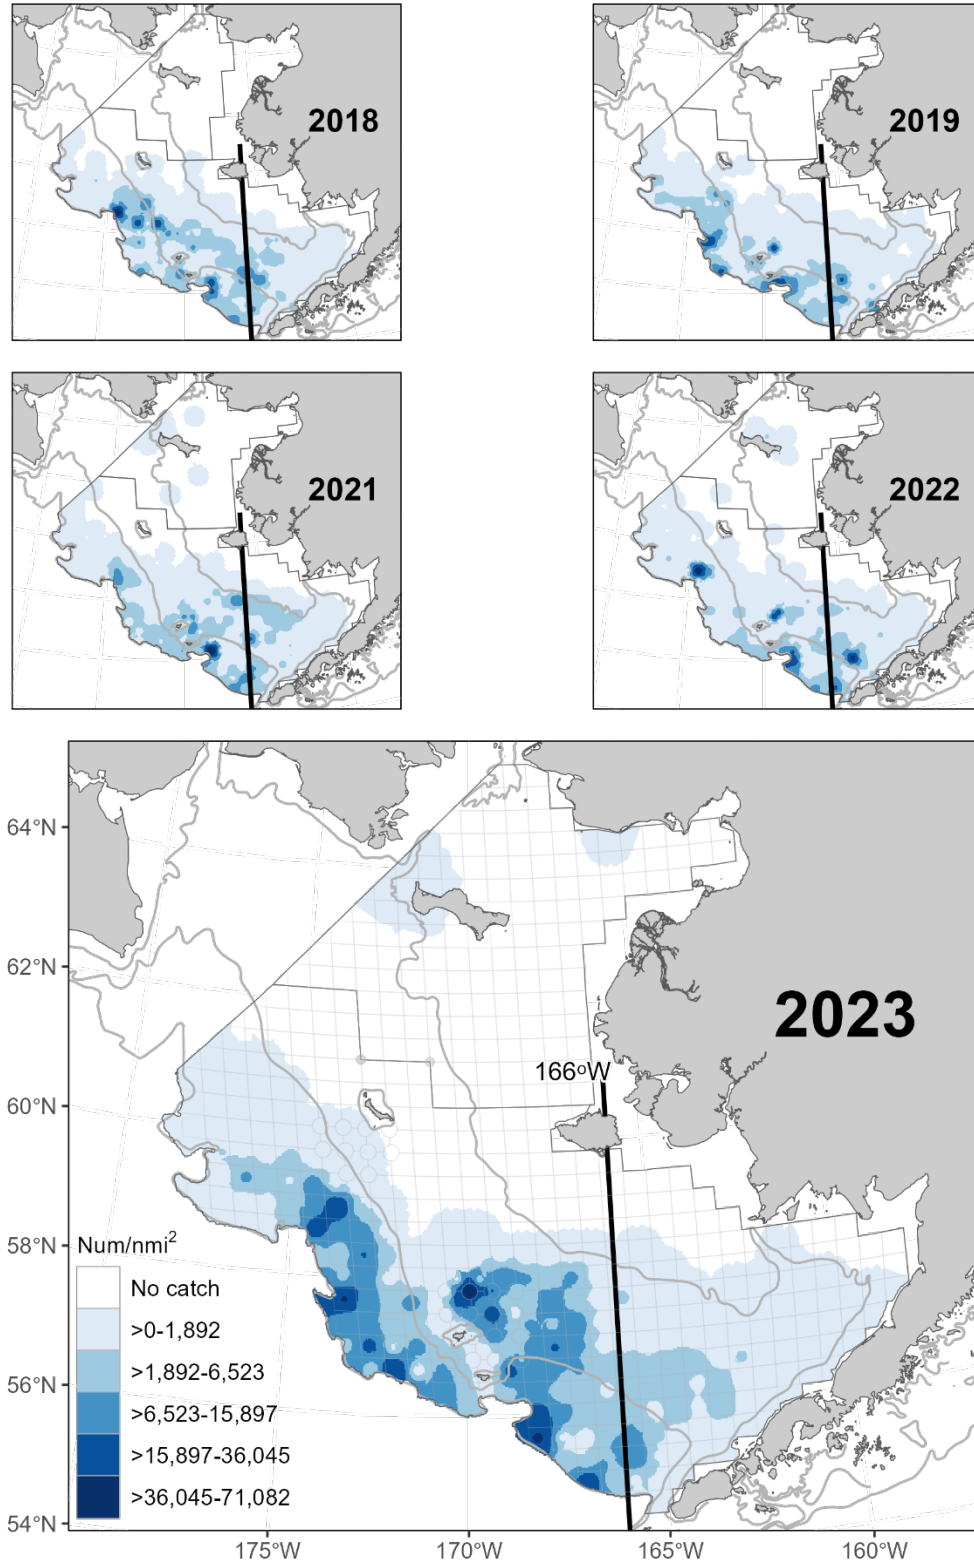 2018
2019
2021
2022
2023
166oW
64°N
62°N
60°N
58°N
56°N
54°N
Num/nmi2
No catch
>0-1,892
>1,892-6,523
>6,523-15,897
>15,897-36,045
>36,045-71,082
175°W
170°W
165°W
160°W